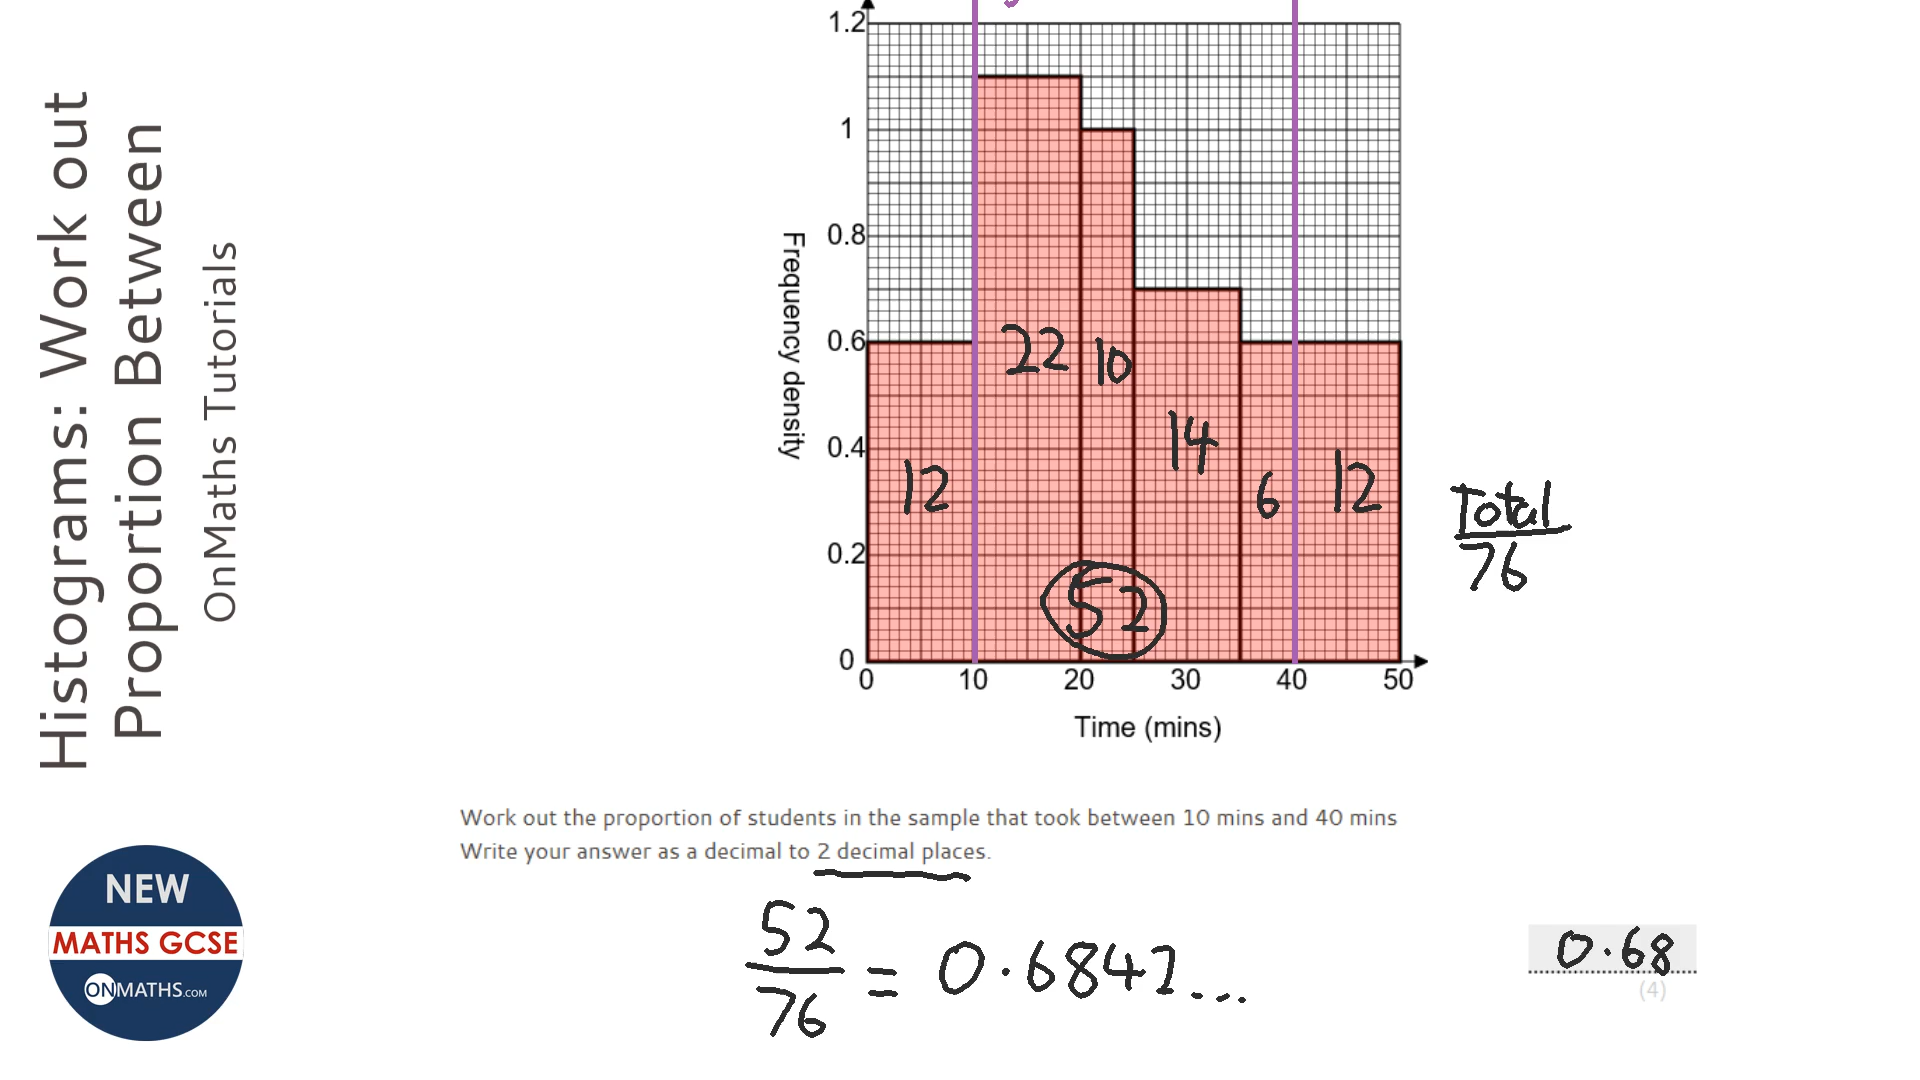 Histograms: Work out
Proportion Between
OnMaths Tutorials
1.2
1
0.8
0.6
0.4
0.2
0
Frequency density
0 10 20 30 40 50
Time (mins)
12
22
10
14
6
12
52
Total
76
Work out the proportion of students in the sample that took between 10 mins and 40 mins
Write your answer as a decimal to 2 decimal places.
52
76
= 0.6842...
0.68
(4)
NEW
MATHS GCSE
ONMATHS.COM